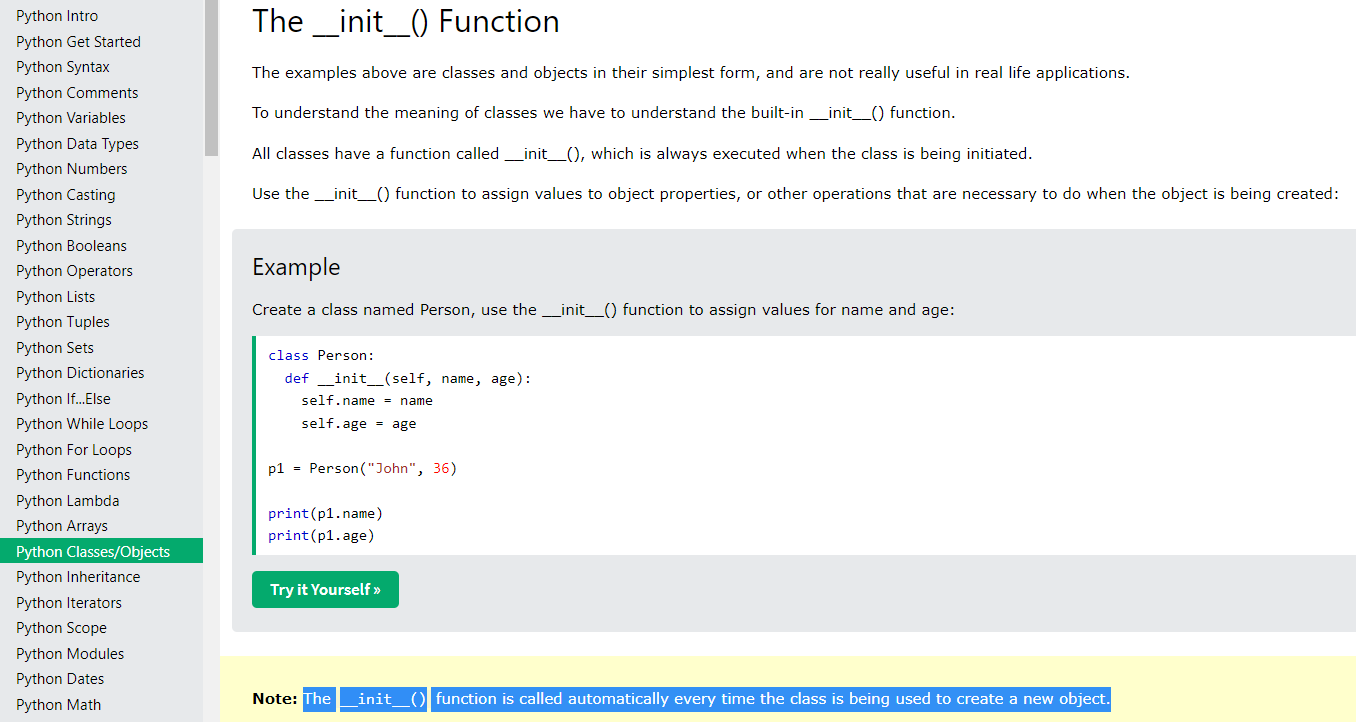 Python Intro
Python Get Started
Python Syntax
Python Comments
Python Variables
Python Data Types
Python Numbers
Python Casting
Python Strings
Python Booleans
Python Operators
Python Lists
Python Tuples
Python Sets
Python Dictionaries
Python If...Else
Python While Loops
Python For Loops
Python Functions
Python Lambda
Python Arrays
Python Classes/Objects
Python Inheritance
Python Iterators
Python Scope
Python Modules
Python Dates
Python Math
The __init__() Function
The examples above are classes and objects in their simplest form, and are not really useful in real life applications.
To understand the meaning of classes we have to understand the built-in __init__() function.
All classes have a function called __init__(), which is always executed when the class is being initiated.
Use the __init__() function to assign values to object properties, or other operations that are necessary to do when the object is being created:
Example
Create a class named Person, use the __init__() function to assign values for name and age:
class Person:
  def __init__(self, name, age):
    self.name = name
    self.age = age
p1 = Person("John", 36)
print(p1.name)
print(p1.age)
Try it Yourself »
Note: The __init__() function is called automatically every time the class is being used to create a new object.